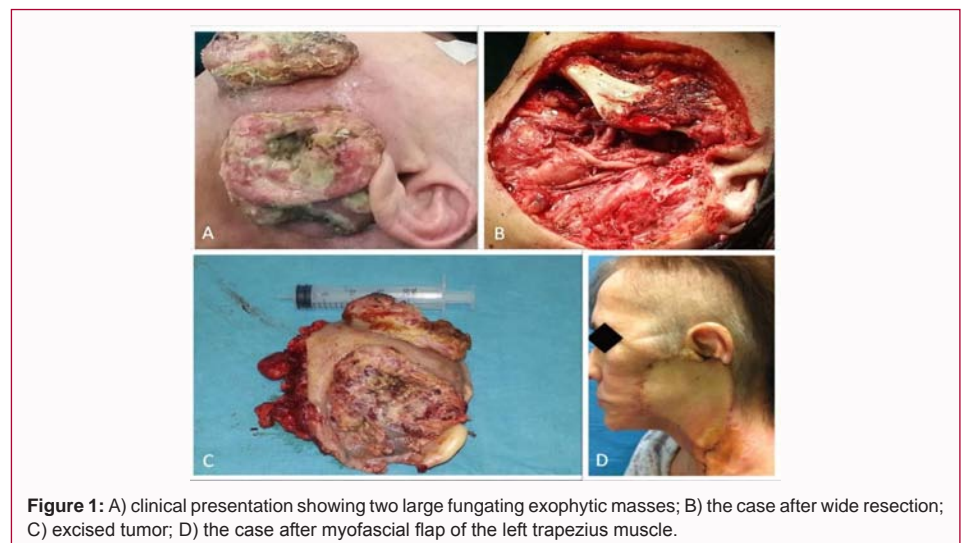 A
B
C
D
Figure 1: A) clinical presentation showing two large fungating exophytic masses; B) the case after wide resection;
C) excised tumor; D) the case after myofascial flap of the left trapezius muscle.